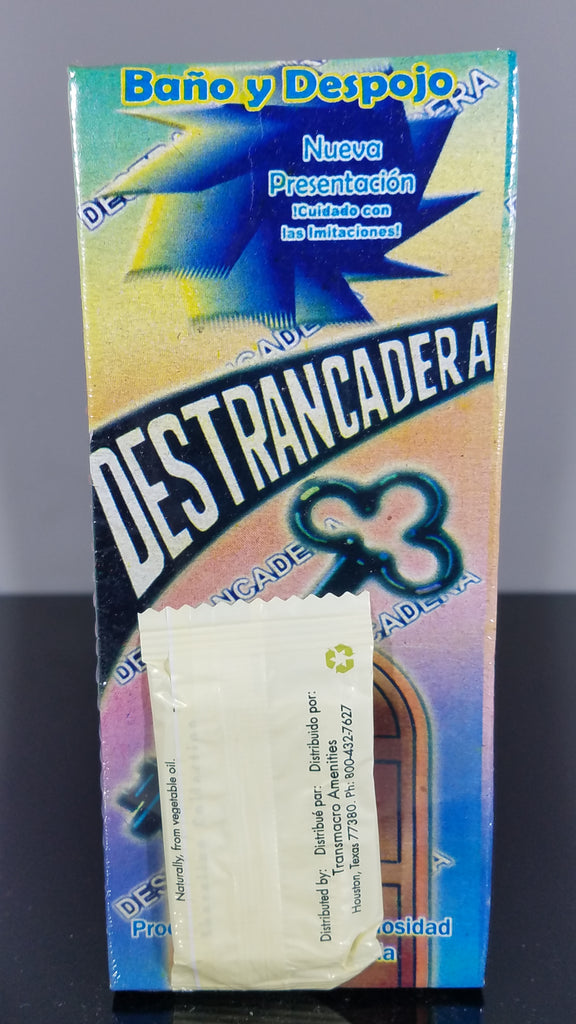 Baño y Despojo
Nueva
Presentación
!Cuidado con
las Imitaciones!
DESTRANCADERA
Naturally, from vegetable oil.
Distributed by: Distribué par: Distribuido por:
Transmacro Amenities
Houston, Texas 77380. Ph: 800-432-7627